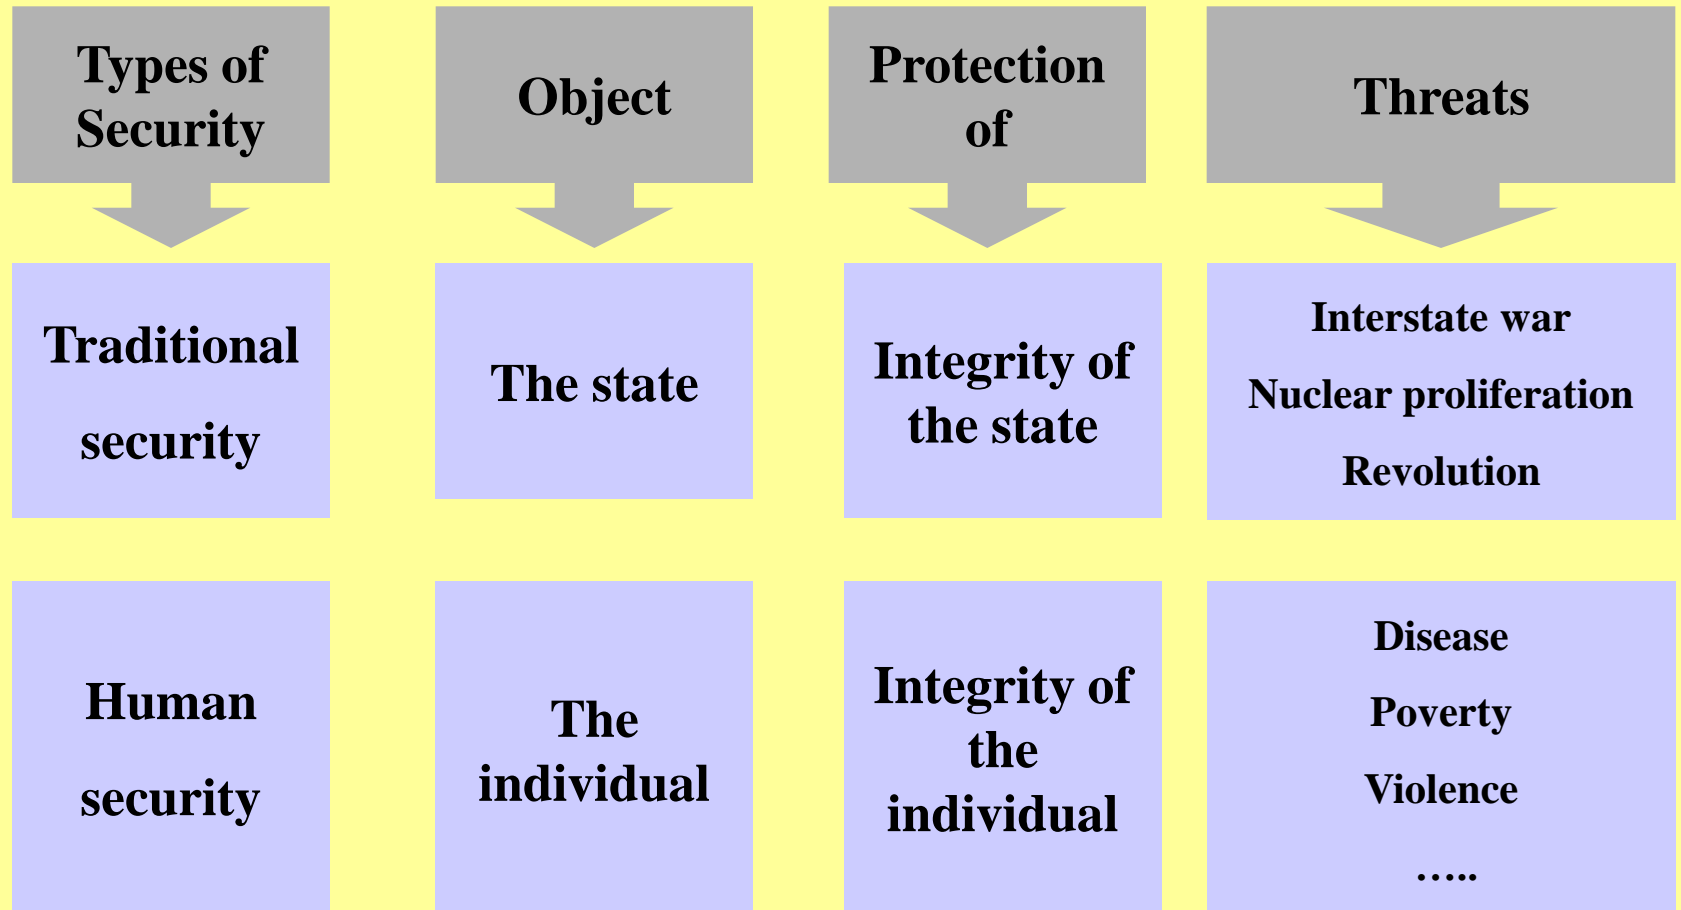 Types of
Security
Object
Protection
of
Threats
Traditional
security
The state
Integrity of
the state
Interstate war
Nuclear proliferation
Revolution
Human
security
The
individual
Integrity of
the
individual
Disease
Poverty
Violence
…..